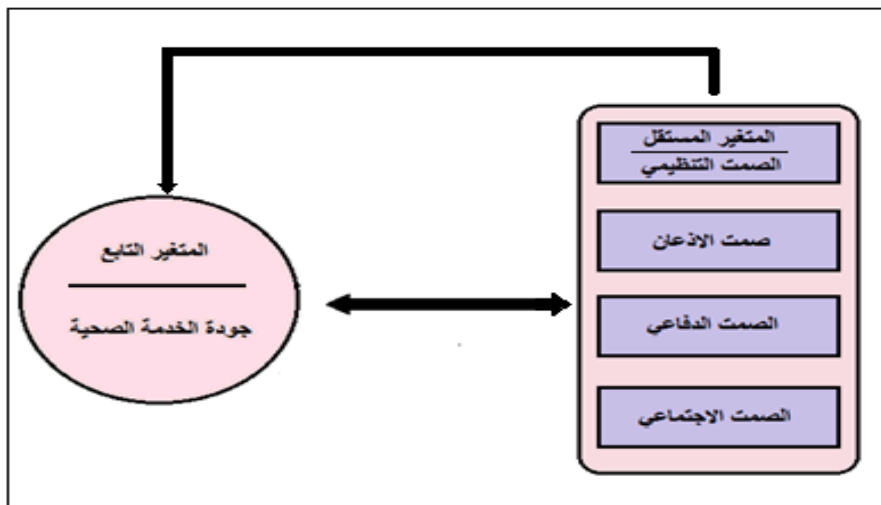 المتغير المستقل
الصمت التنظيمي
صمت الاذعان
الصمت الدفاعي
الصمت الاجتماعي
المتغير التابع
جودة الخدمة الصحية